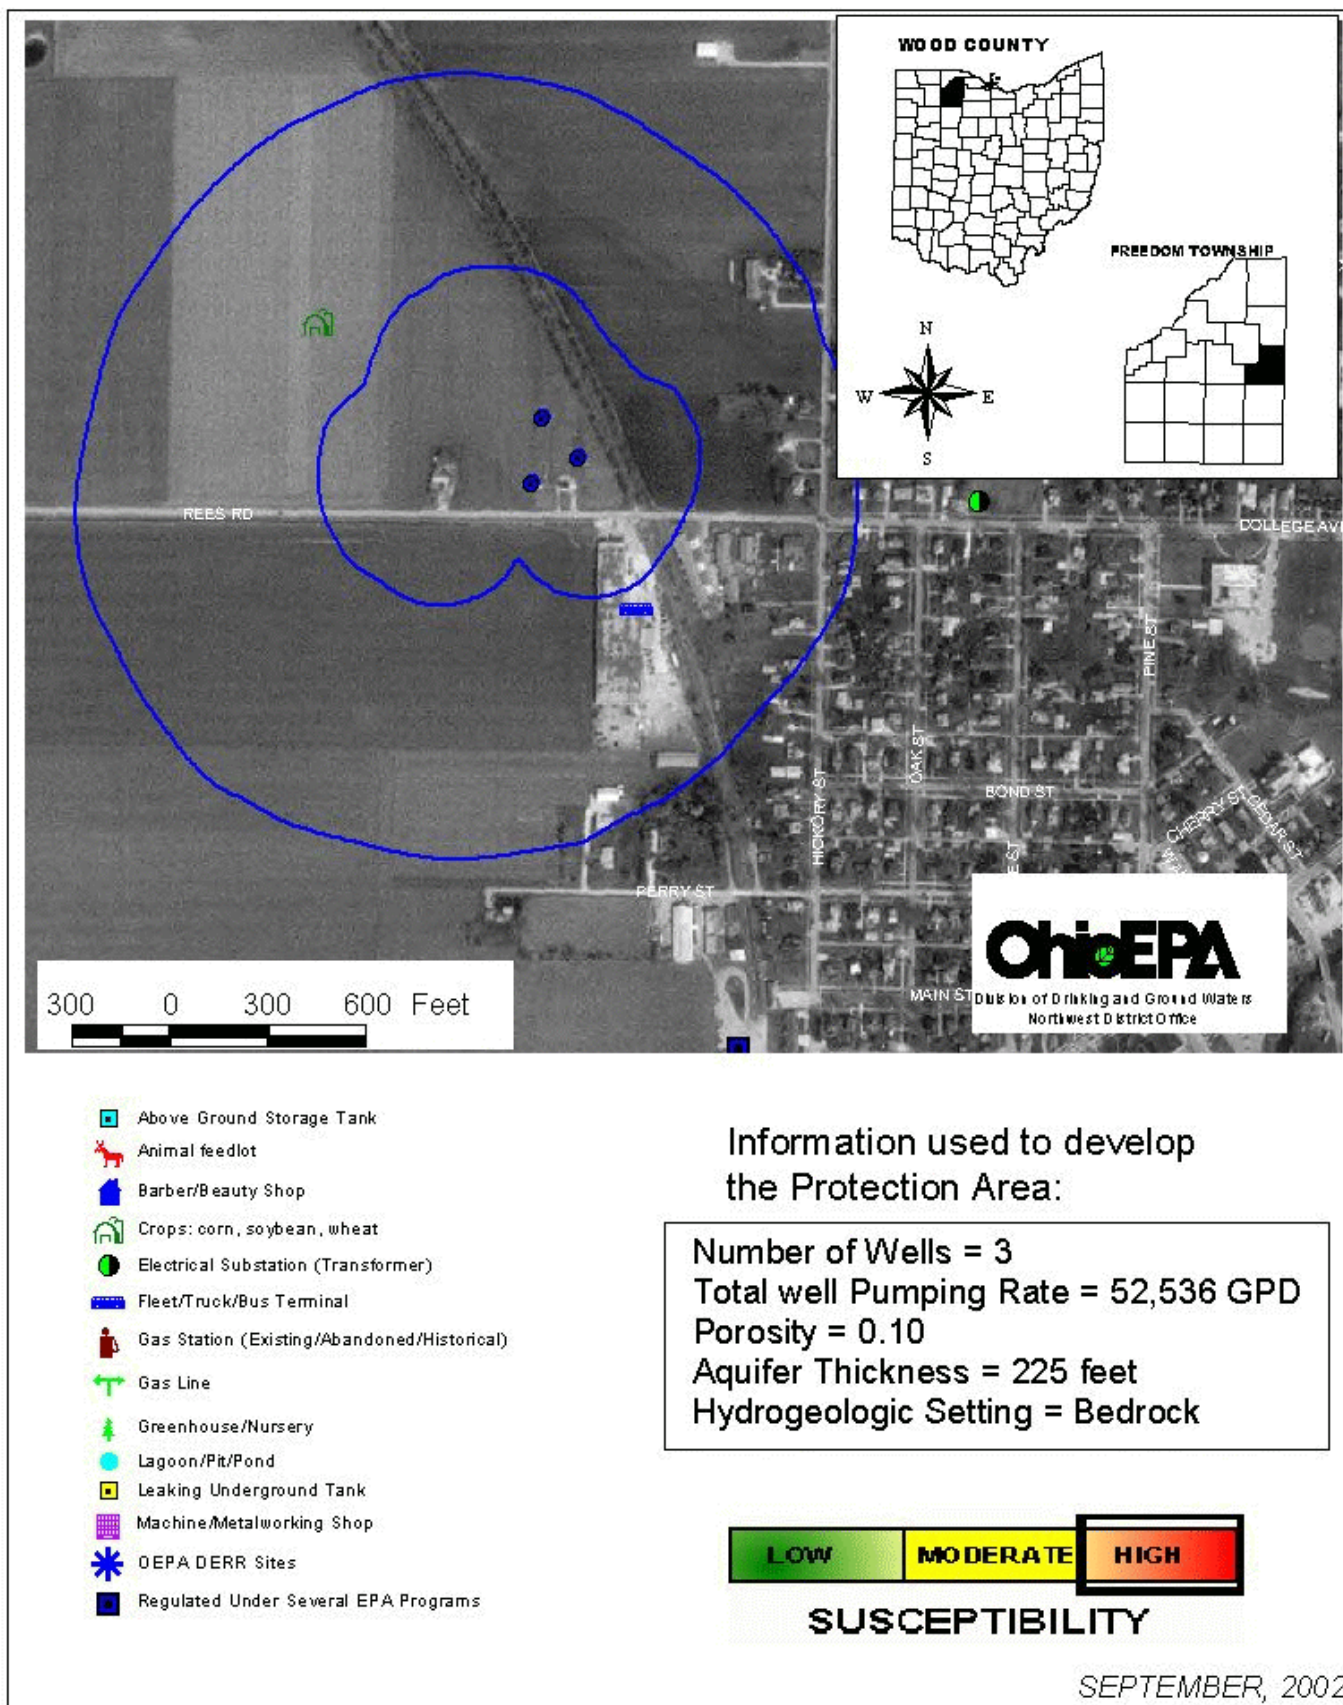 WOOD COUNTY
FREEDOM TOWNSHIP
N
W
E
S
REES RD
COLLEGE AVE
PINE ST
HICKORY ST
OAK ST
BOND ST
CHERRY ST
CEDAR ST
E ST
PERRY ST
MAIN ST
300 0 300 600 Feet
OhioEPA
Division of Drinking and Ground Waters
Northwest District Office
Above Ground Storage Tank
Animal feedlot
Barber/Beauty Shop
Crops: corn, soybean, wheat
Electrical Substation (Transformer)
Fleet/Truck/Bus Terminal
Gas Station (Existing/Abandoned/Historical)
Gas Line
Greenhouse/Nursery
Lagoon/Pit/Pond
Leaking Underground Tank
Machine/Metalworking Shop
OEPA DERR Sites
Regulated Under Several EPA Programs
Information used to develop
the Protection Area:
Number of Wells = 3
Total well Pumping Rate = 52,536 GPD
Porosity = 0.10
Aquifer Thickness = 225 feet
Hydrogeologic Setting = Bedrock
LOW MODERATE HIGH
SUSCEPTIBILITY
SEPTEMBER, 2002